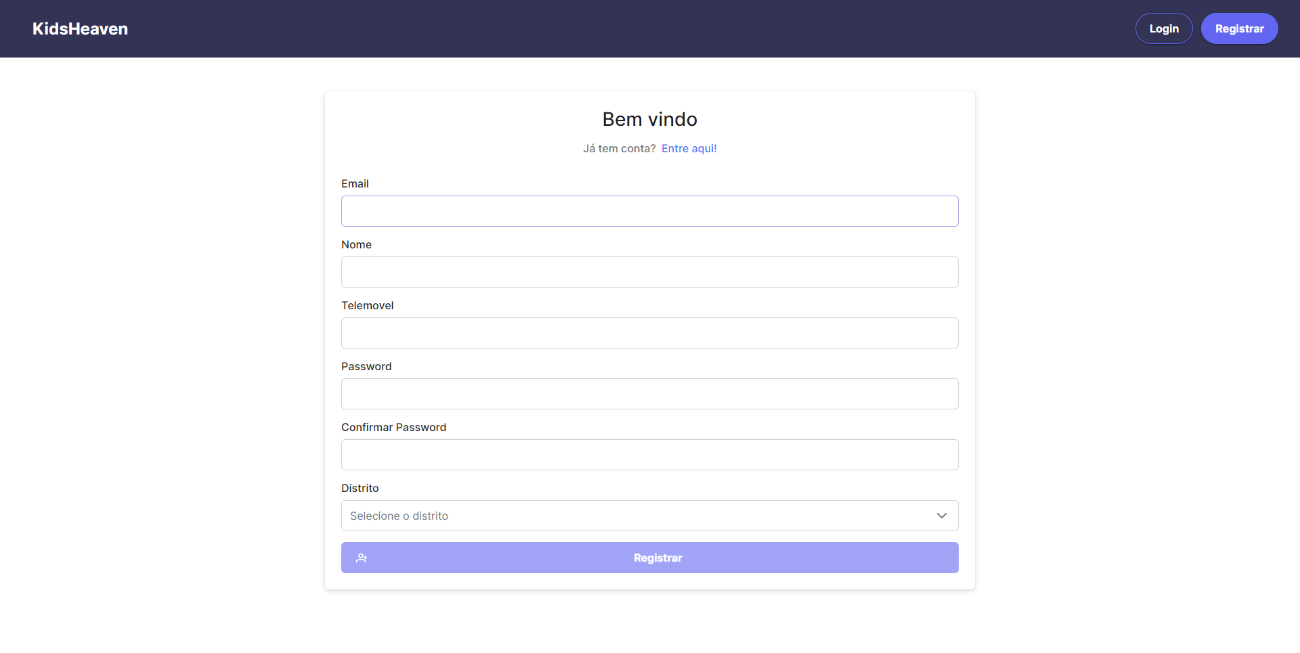 KidsHeaven
Login
Registrar
Bem vindo
Já tem conta? Entre aqui!
Email
Nome
Telemovel
Password
Confirmar Password
Distrito
Selecione o distrito
Registrar